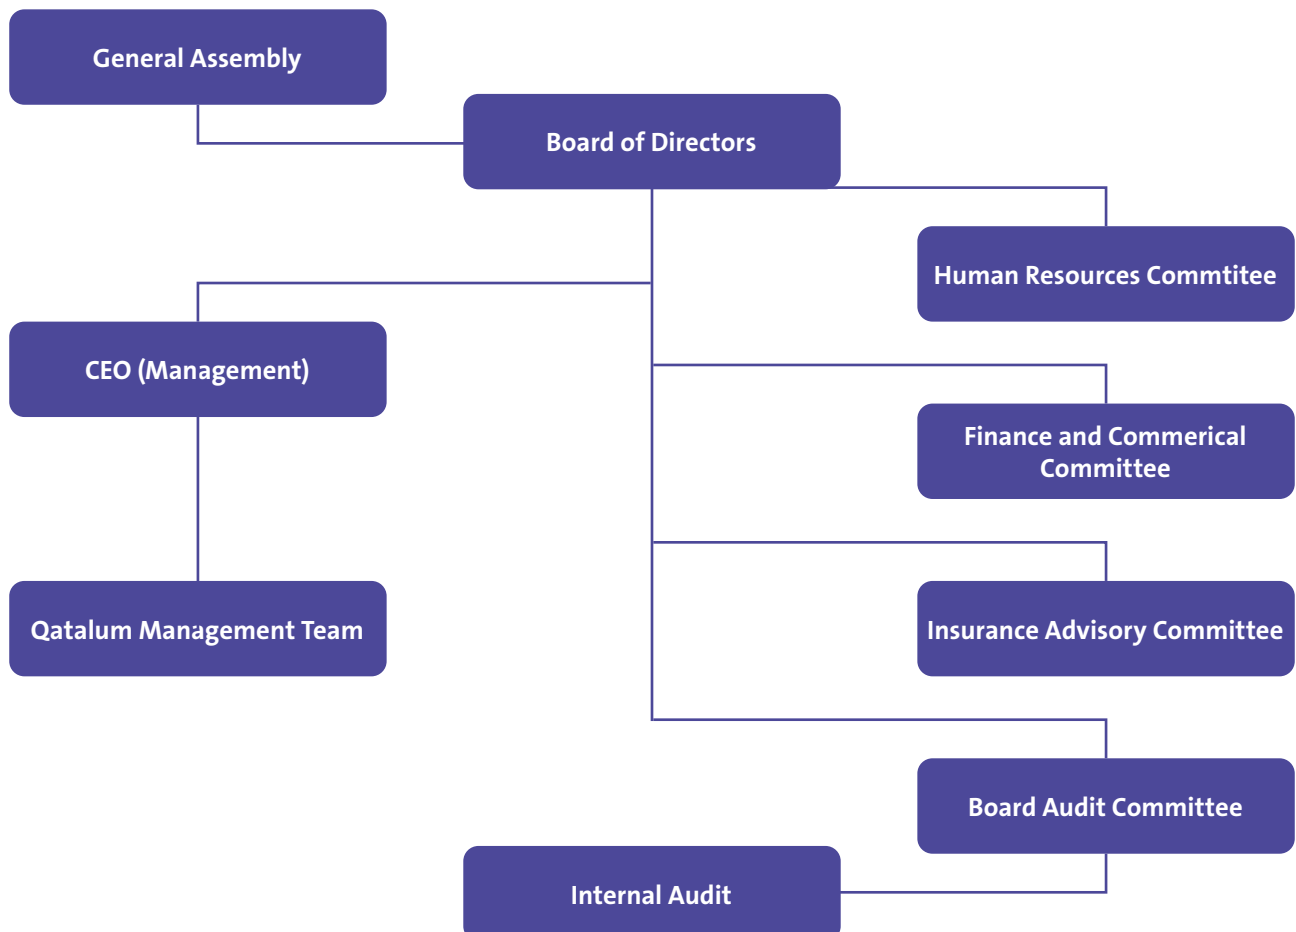 General Assembly
Board of Directors
Human Resources Commtitee
CEO (Management)
Finance and Commerical
Committee
Qatalum Management Team
Insurance Advisory Committee
Board Audit Committee
Internal Audit